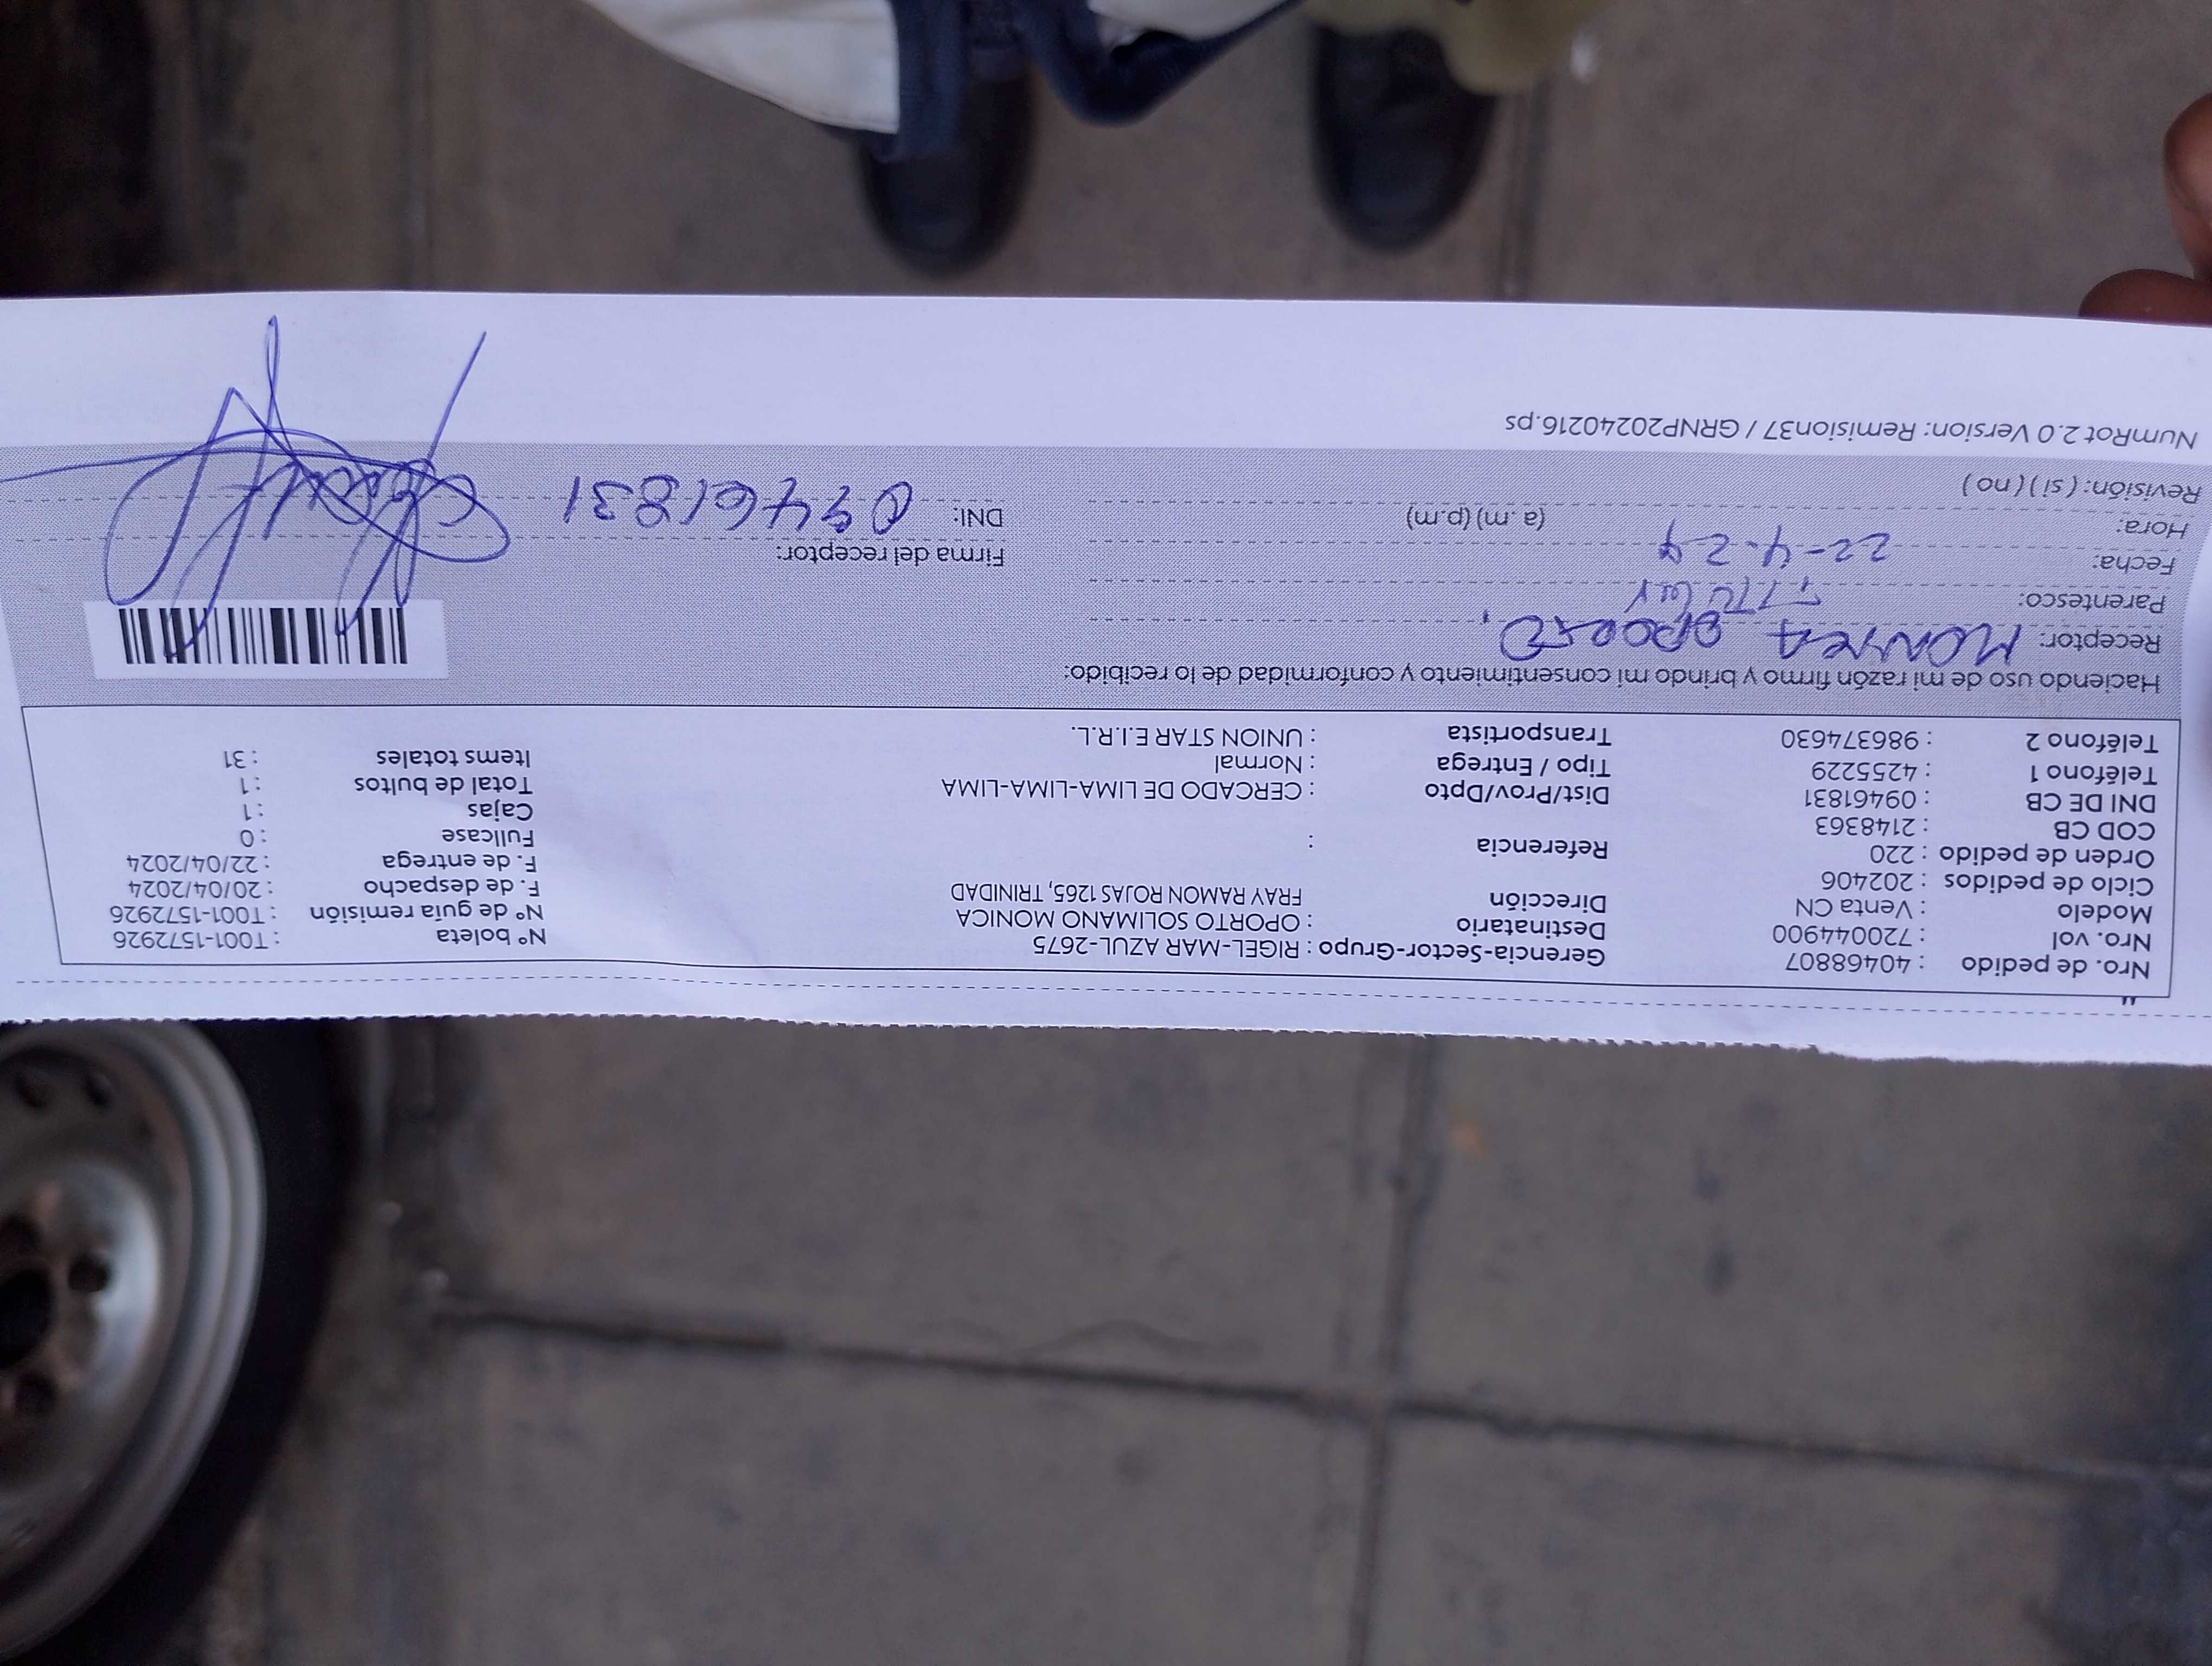 Nro. de pedido : 40468807
Nro. vol : 720044900
Modelo : Venta CN
Ciclo de pedidos : 202406
Orden de pedido : 220
COD CB : 2148363
DNI DE CB : 09461831
Teléfono 1 : 4255229
Teléfono 2 : 986374630
Gerencia-Sector-Grupo : RIGEL-MAR AZUL-2675
Destinatario : OPORTO SOLIMANO MONICA
Dirección FRAY RAMON ROJAS 1265, TRINIDAD
Referencia :
Dist/Prov/Dpto : CERCADO DE LIMA-LIMA-LIMA
Tipo / Entrega : Normal
Transportista : UNION STAR E.I.R.L.
N° boleta : T001-1572926
N° de guía remisión : T001-1572926
F. de despacho : 20/04/2024
F. de entrega : 22/04/2024
Fullcase : 0
Cajas : 1
Total de bultos : 1
Items totales : 31
Haciendo uso de mi razón firmo y brindo mi consentimiento y conformidad de lo recibido:
Receptor: MONICA OPORTO.
Parentesco: Titular
Fecha: 22-4-24
Hora: (a.m) (p.m)
Revisión: ( si ) ( no )
Firma del receptor:
DNI: 09461831
NumRot 2.0 Version: Remision37 / GRNP20240216.ps